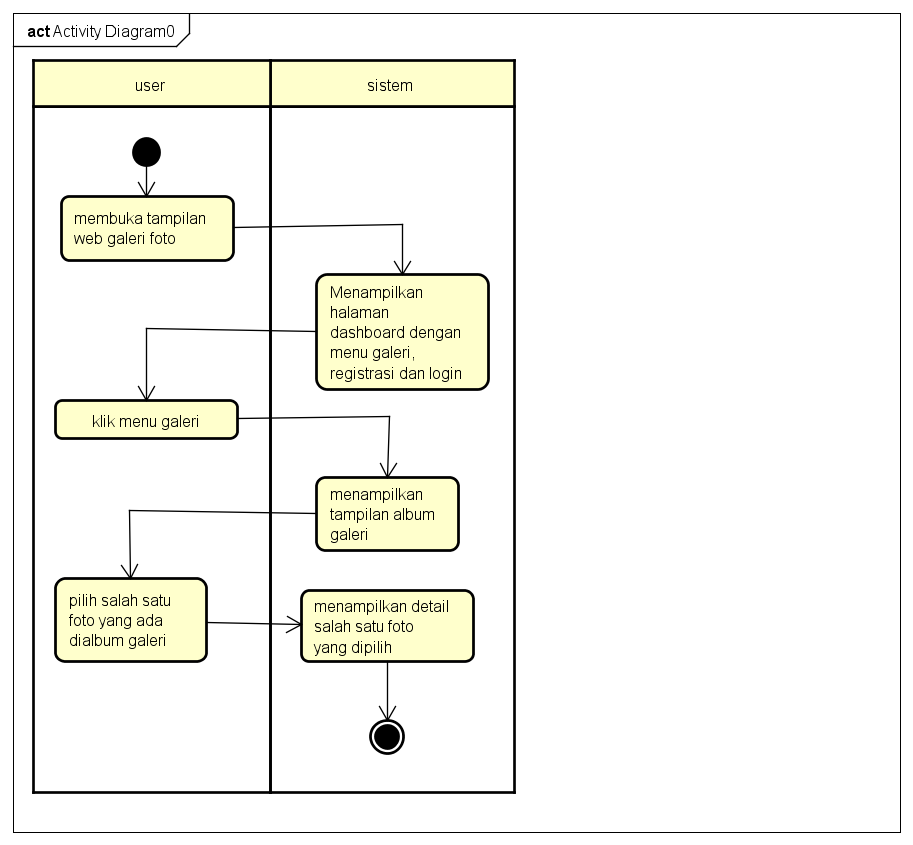 act Activity Diagram0
user
sistem
membuka tampilan
web galeri foto
Menampilkan
halaman
dashboard dengan
menu galeri,
registrasi dan login
klik menu galeri
menampilkan
tampilan album
galeri
pilih salah satu
foto yang ada
dialbum galeri
menampilkan detail
salah satu foto
yang dipilih